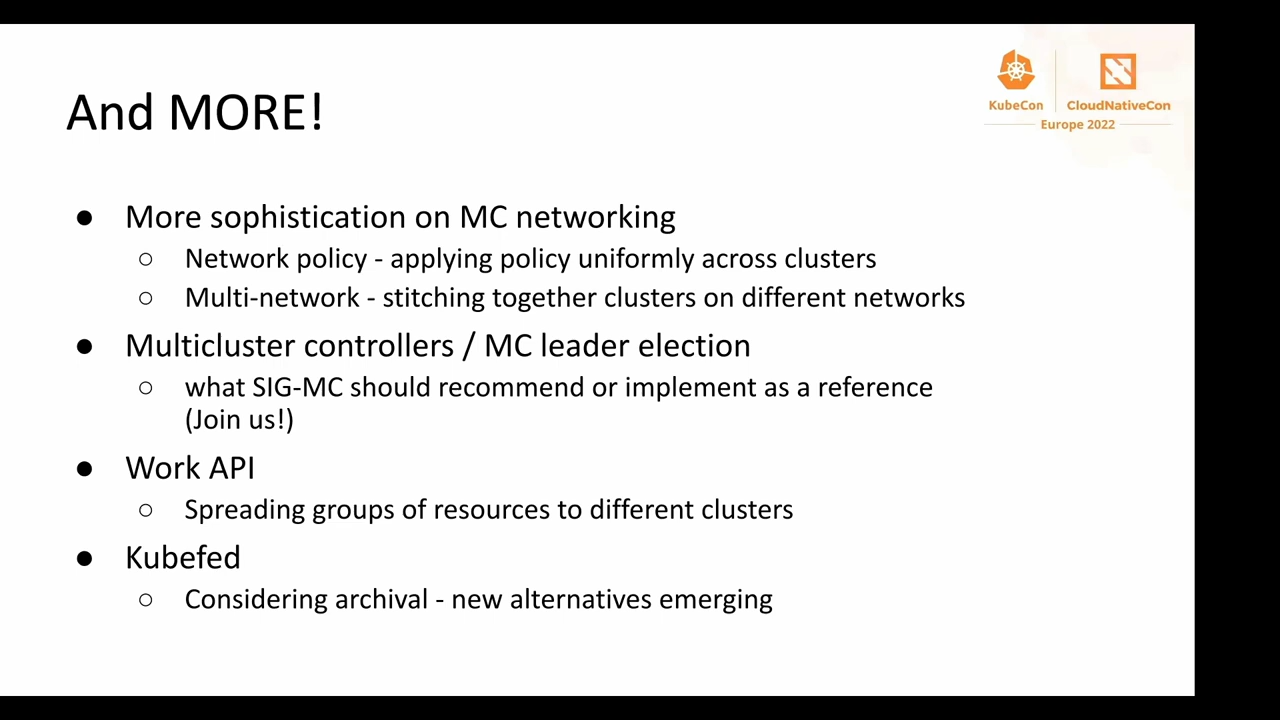 And MORE!
KubeCon
CloudNativeCon
Europe 2022
● More sophistication on MC networking
○ Network policy - applying policy uniformly across clusters
○ Multi-network - stitching together clusters on different networks
● Multicluster controllers / MC leader election
○ what SIG-MC should recommend or implement as a reference
(Join us!)
● Work API
○ Spreading groups of resources to different clusters
● Kubefed
○ Considering archival - new alternatives emerging